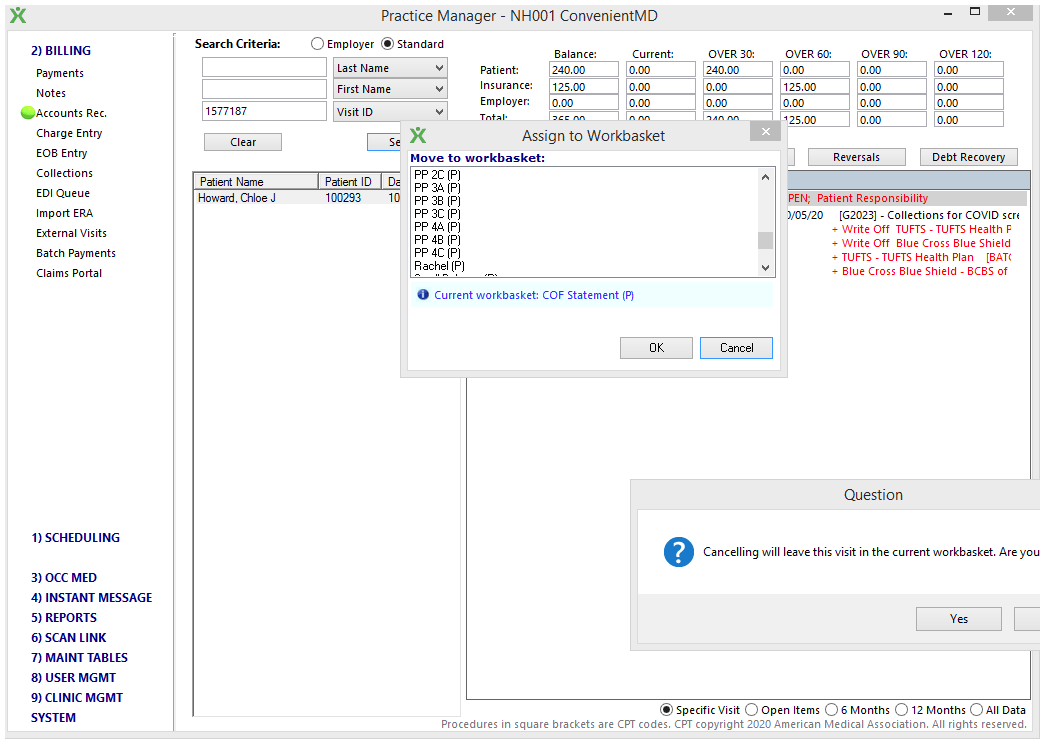 Practice Manager - NH001 ConvenientMD
2) BILLING
Payments
Notes
Accounts Rec.
Charge Entry
EOB Entry
Collections
EDI Queue
Import ERA
External Visits
Batch Payments
Claims Portal
1) SCHEDULING
3) OCC MED
4) INSTANT MESSAGE
5) REPORTS
6) SCAN LINK
7) MAINT TABLES
8) USER MGMT
9) CLINIC MGMT
SYSTEM
Search Criteria: Employer Standard
Last Name
First Name
1577187 Visit ID
Clear Se
Balance: Current: OVER 30: OVER 60: OVER 90: OVER 120:
Patient: 240.00 0.00 240.00 0.00 0.00 0.00
Insurance: 125.00 0.00 0.00 125.00 0.00 0.00
Employer: 0.00 0.00 0.00 0.00 0.00 0.00
Total: 365.00 0.00 240.00 125.00 0.00 0.00
Reversals Debt Recovery
Patient Name Patient ID Da
Howard, Chloe J 100293 10
PEN; Patient Responsibility
0/05/20 [G2023] - Collections for COVID scre
+ Write Off TUFTS - TUFTS Health P
+ Write Off Blue Cross Blue Shield
+ TUFTS - TUFTS Health Plan [BATC
+ Blue Cross Blue Shield - BCBS of
Assign to Workbasket
Move to workbasket:
PP 2C (P)
PP 3A (P)
PP 3B (P)
PP 3C (P)
PP 4A (P)
PP 4B (P)
PP 4C (P)
Rachel (P)
Current workbasket: COF Statement (P)
OK Cancel
Question
Cancelling will leave this visit in the current workbasket. Are you
Yes
Specific Visit Open Items 6 Months 12 Months All Data
Procedures in square brackets are CPT codes. CPT copyright 2020 American Medical Association. All rights reserved.